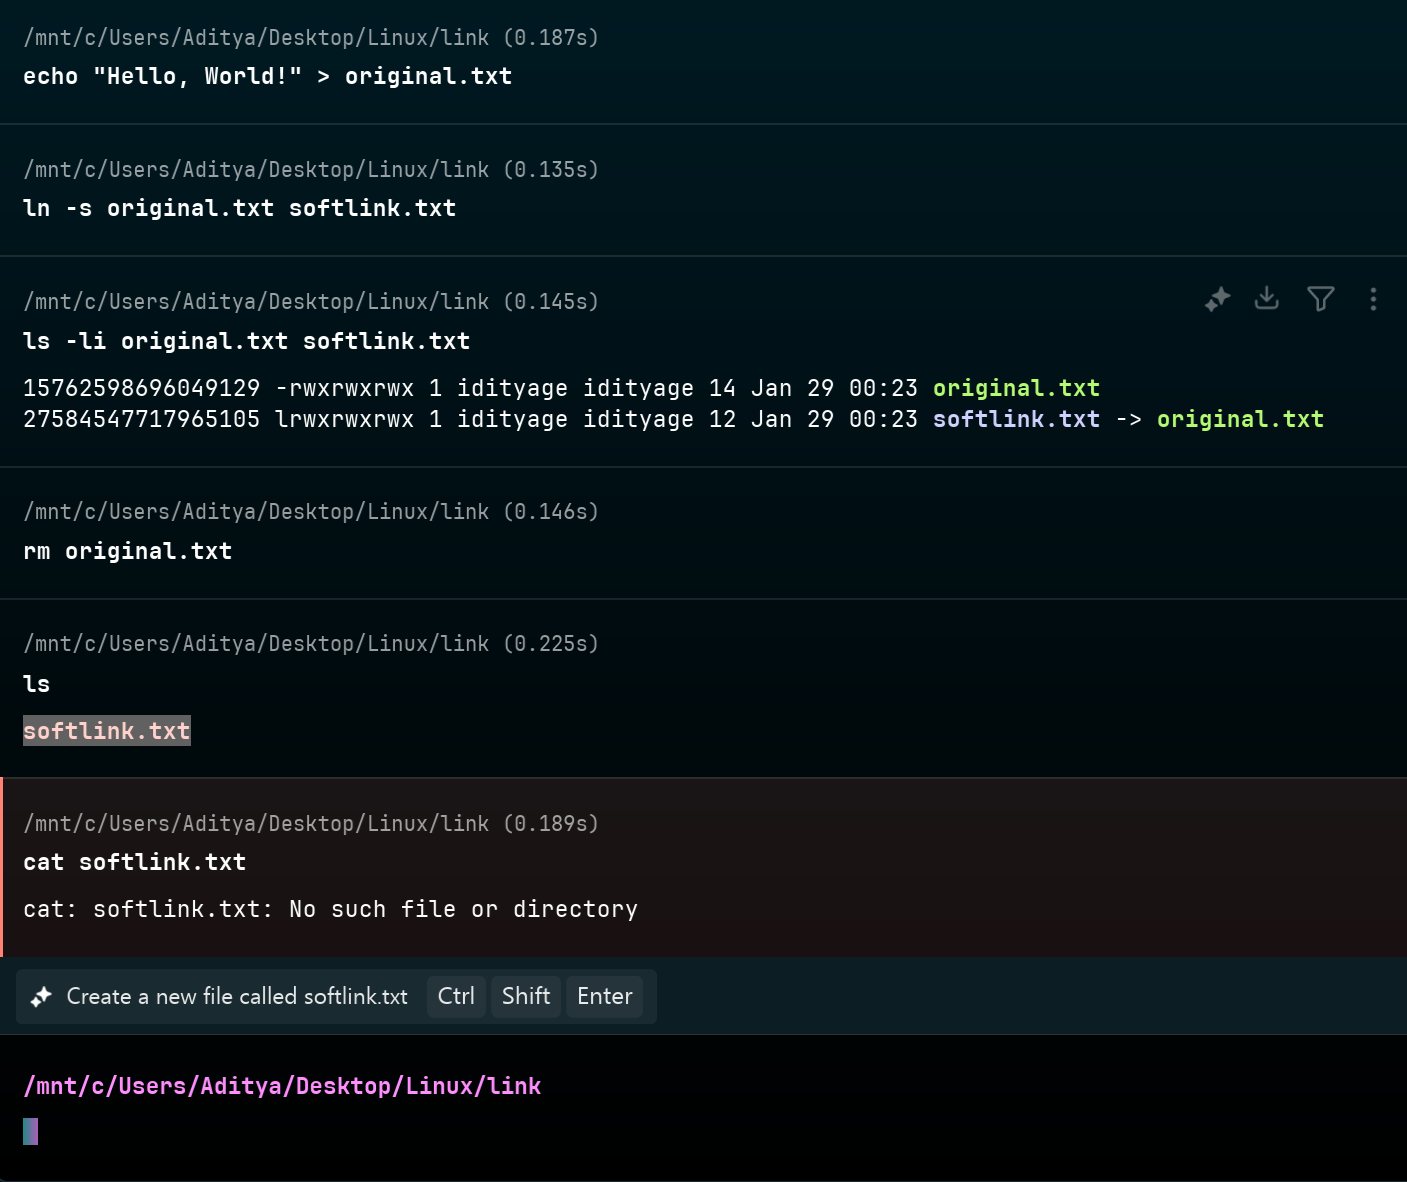 /mnt/c/Users/Aditya/Desktop/Linux/link (0.187s)
echo "Hello, World!" > original.txt
/mnt/c/Users/Aditya/Desktop/Linux/link (0.135s)
ln -s original.txt softlink.txt
/mnt/c/Users/Aditya/Desktop/Linux/link (0.145s)
ls -li original.txt softlink.txt
15762598696049129 -rwxrwxrwx 1 idityage idityage 14 Jan 29 00:23 original.txt
27584547717965105 lrwxrwxrwx 1 idityage idityage 12 Jan 29 00:23 softlink.txt -> original.txt
/mnt/c/Users/Aditya/Desktop/Linux/link (0.146s)
rm original.txt
/mnt/c/Users/Aditya/Desktop/Linux/link (0.225s)
ls
softlink.txt
/mnt/c/Users/Aditya/Desktop/Linux/link (0.189s)
cat softlink.txt
cat: softlink.txt: No such file or directory
Create a new file called softlink.txt Ctrl Shift Enter
/mnt/c/Users/Aditya/Desktop/Linux/link